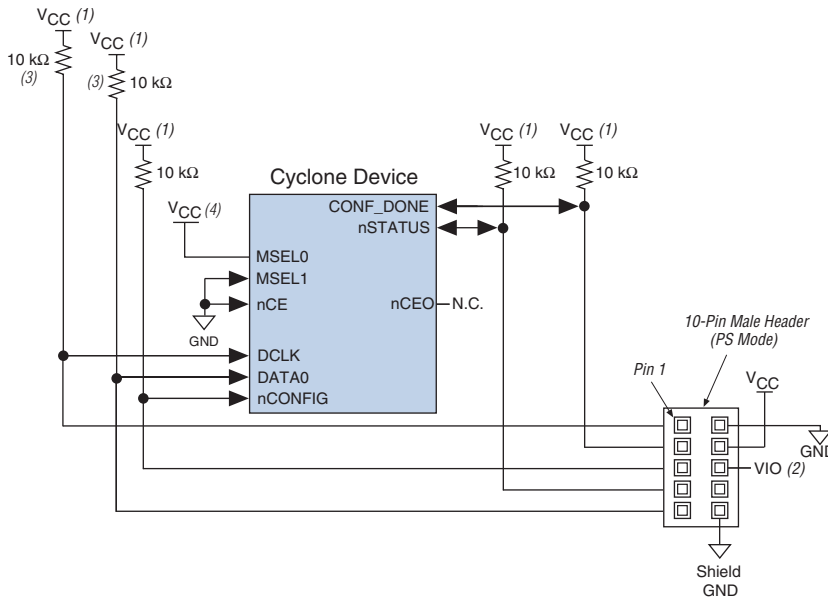 VCC (1)
10 kΩ
(3)
VCC (1)
(3) 10 kΩ
VCC (1)
10 kΩ
VCC (1)
10 kΩ
VCC (1)
10 kΩ
Cyclone Device
VCC (4)
CONF_DONE
nSTATUS
MSEL0
MSEL1
nCE
nCEO
N.C.
GND
DCLK
DATA0
nCONFIG
10-Pin Male Header
(PS Mode)
Pin 1
VCC
GND
VIO (2)
Shield
GND